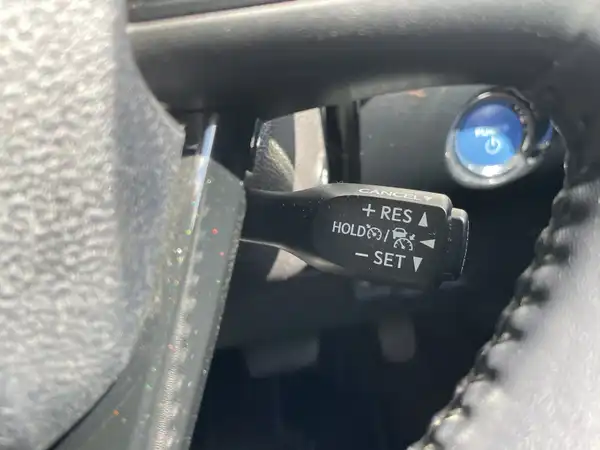 CANCEL
+ RES ▲
HOLD / ◀
− SET ▼